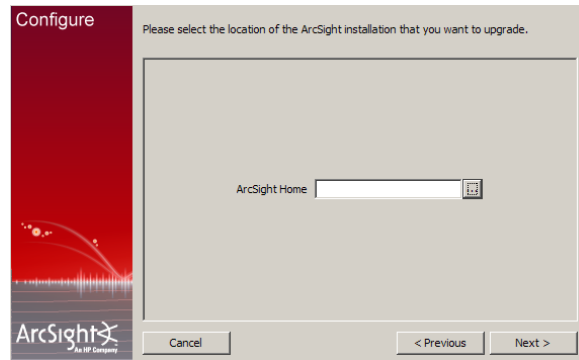 Configure
Please select the location of the ArcSight installation that you want to upgrade.
ArcSight Home
...
ArcSight
An HP Company
Cancel
< Previous
Next >